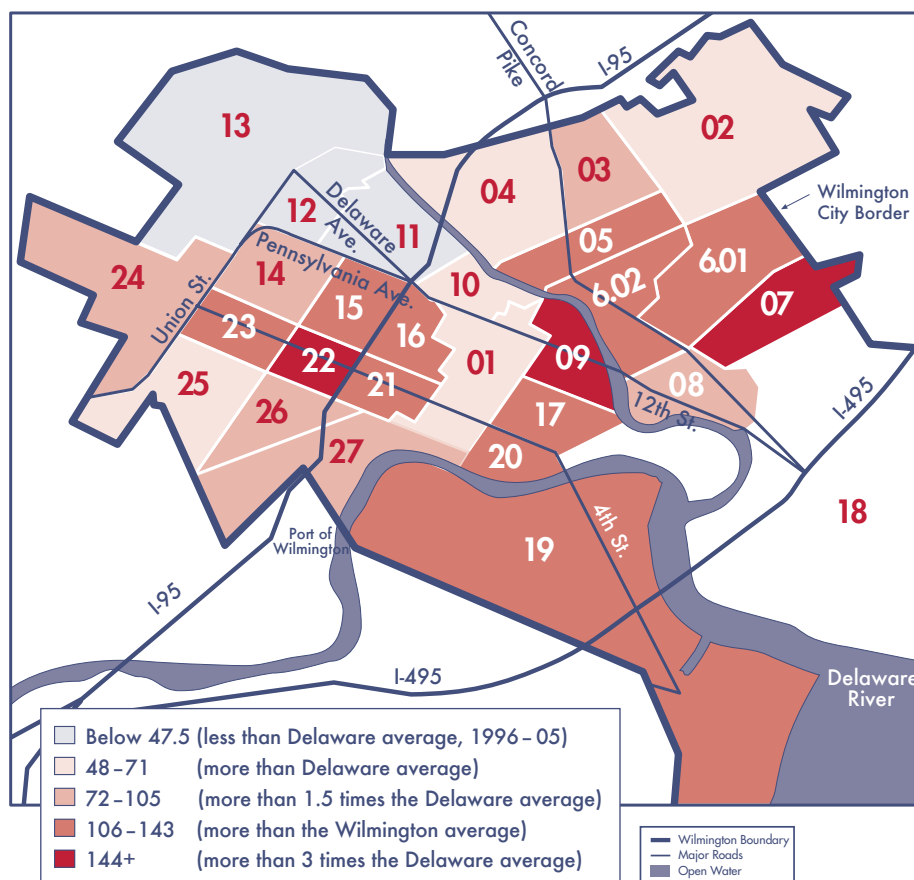 Concord
Pike
I-95
13
02
03
04
Wilmington
City Border
12
Delaware
Ave.
11
05
24
14
Pennsylvania Ave.
10
6.01
6.02
Union St.
15
07
23
16
22
01
09
25
21
08
12th St.
I-495
26
17
27
20
18
4th St.
19
Port of
Wilmington
I-95
I-495
Delaware
River
Below 47.5 (less than Delaware average, 1996–05)
48–71 (more than Delaware average)
72–105 (more than 1.5 times the Delaware average)
106–143 (more than the Wilmington average)
144+ (more than 3 times the Delaware average)
Wilmington Boundary
Major Roads
Open Water